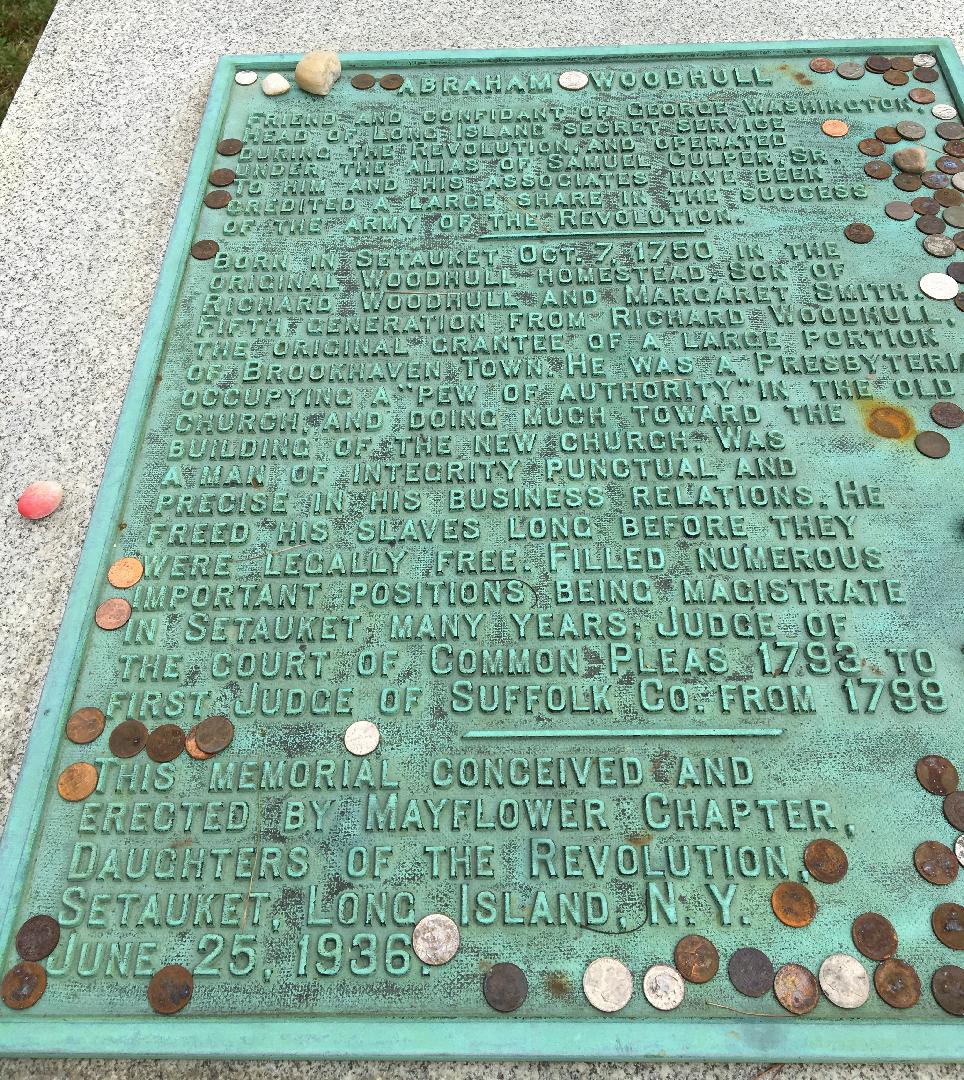 ABRAHAM WOODHULL
FRIEND AND CONFIDANT OF GEORGE WASHINGTON.
HEAD OF LONG ISLAND SECRET SERVICE
DURING THE REVOLUTION, AND OPERATED
UNDER THE ALIAS OF SAMUEL CULPER, SR.
TO HIM AND HIS ASSOCIATES HAVE BEEN
CREDITED A LARGE SHARE IN THE SUCCESS
OF THE ARMY OF THE REVOLUTION.
BORN IN SETAUKET OCT. 7, 1750 IN THE
ORIGINAL WOODHULL HOMESTEAD. SON OF
RICHARD WOODHULL AND MARGARET SMITH.
FIFTH GENERATION FROM RICHARD WOODHULL,
THE ORIGINAL GRANTEE OF A LARGE PORTION
OF BROOKHAVEN TOWN. HE WAS A PRESBYTERI
OCCUPYING A "PEW OF AUTHORITY" IN THE OLD
CHURCH, AND DOING MUCH TOWARD THE
BUILDING OF THE NEW CHURCH. WAS
A MAN OF INTEGRITY PUNCTUAL AND
PRECISE IN HIS BUSINESS RELATIONS. HE
FREED HIS SLAVES LONG BEFORE THEY
WERE LEGALLY FREE. FILLED NUMEROUS
IMPORTANT POSITIONS BEING MAGISTRATE
IN SETAUKET MANY YEARS; JUDGE OF
THE COURT OF COMMON PLEAS 1793 TO
FIRST JUDGE OF SUFFOLK CO. FROM 1799
THIS MEMORIAL CONCEIVED AND
ERECTED BY MAYFLOWER CHAPTER,
DAUGHTERS OF THE REVOLUTION,
SETAUKET, LONG ISLAND, N. Y.
JUNE 25, 1936.